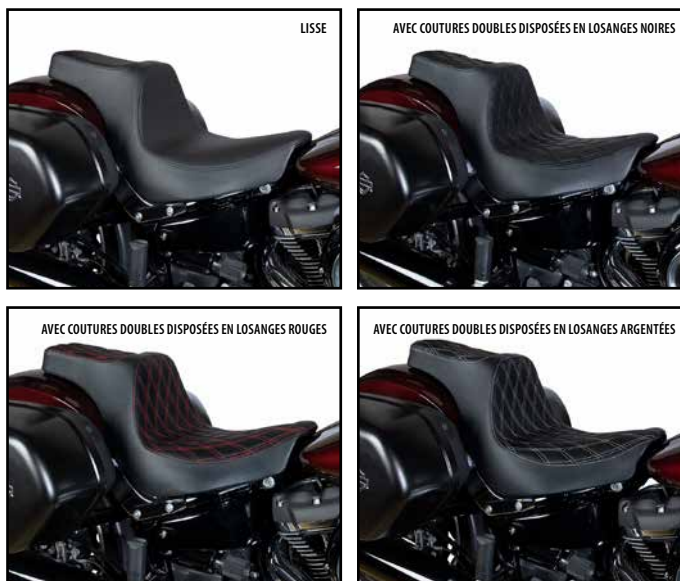 LISSE
AVEC COUTURES DOUBLES DISPOSÉES EN LOSANGES NOIRES
AVEC COUTURES DOUBLES DISPOSÉES EN LOSANGES ROUGES
AVEC COUTURES DOUBLES DISPOSÉES EN LOSANGES ARGENTÉES